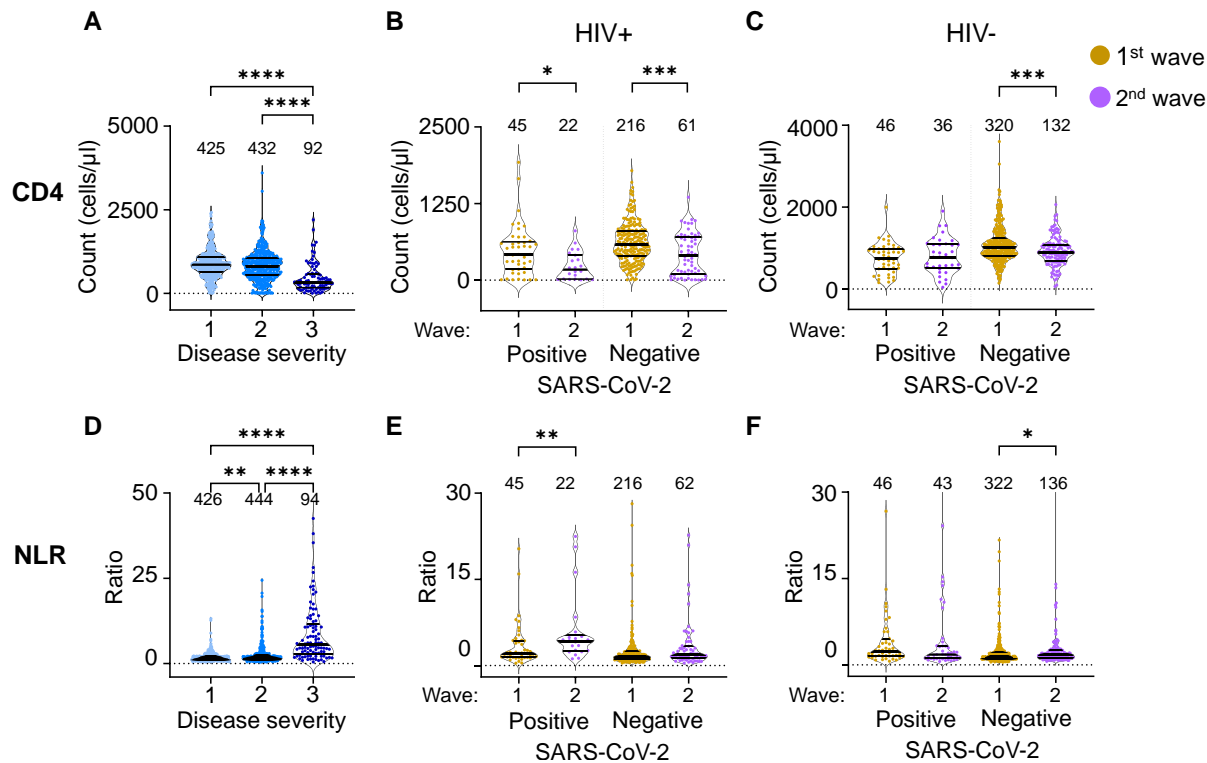 A
B
HIV+
C
HIV-
1st wave
2nd wave
CD4
****
****
5000
2500
0
Count (cells/µl)
425 432 92
1 2 3
Disease severity
*
***
2500
1250
0
Count (cells/µl)
45 22 216 61
Wave: 1 2 1 2
Positive Negative
SARS-CoV-2
***
4000
2000
0
Count (cells/µl)
46 36 320 132
Wave: 1 2 1 2
Positive Negative
SARS-CoV-2
D
E
F
NLR
****
** ****
426 444 94
50
25
0
Ratio
1 2 3
Disease severity
**
45 22 216 62
30
15
0
Ratio
Wave: 1 2 1 2
Positive Negative
SARS-CoV-2
*
46 43 322 136
30
15
0
Ratio
Wave: 1 2 1 2
Positive Negative
SARS-CoV-2